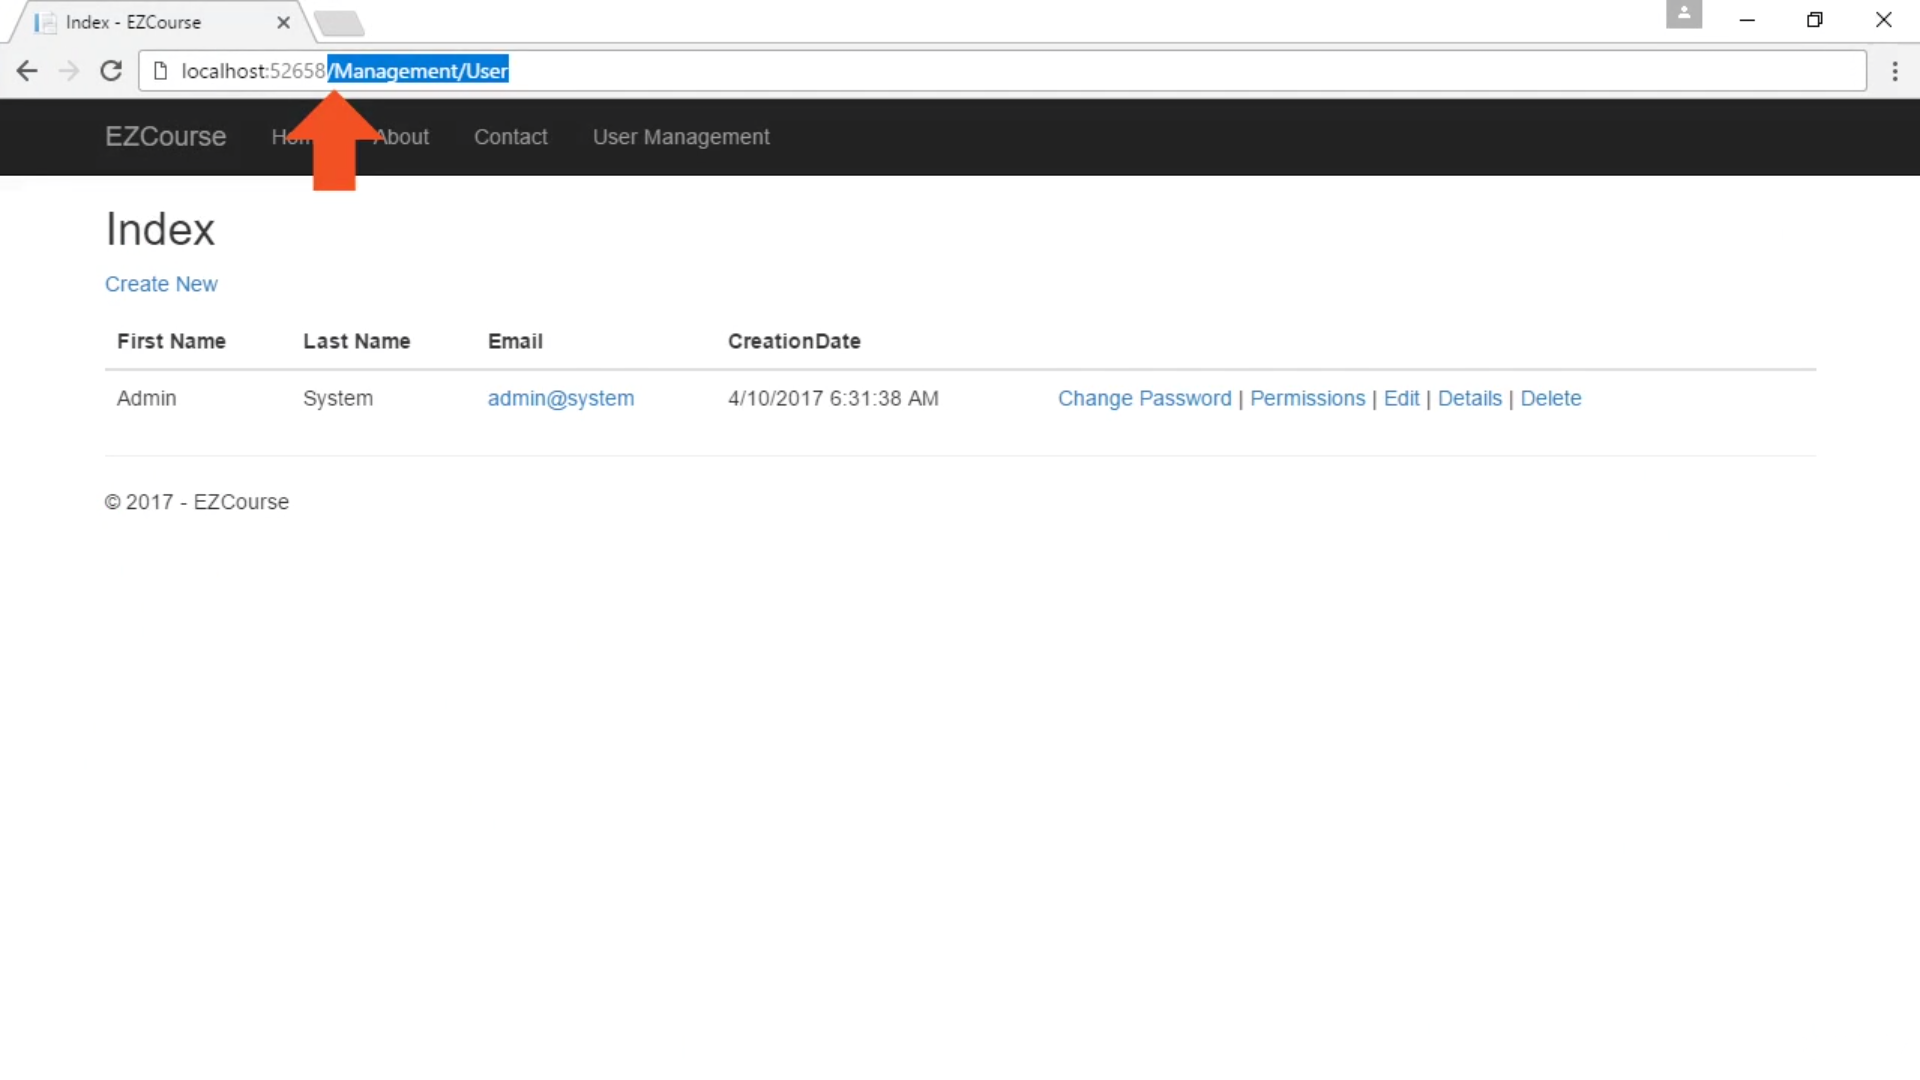 Index - EZCourse
localhost:52658/Management/User
EZCourse About Contact User Management
Index
Create New
First Name Last Name Email CreationDate
Admin System admin@system 4/10/2017 6:31:38 AM Change Password | Permissions | Edit | Details | Delete
© 2017 - EZCourse